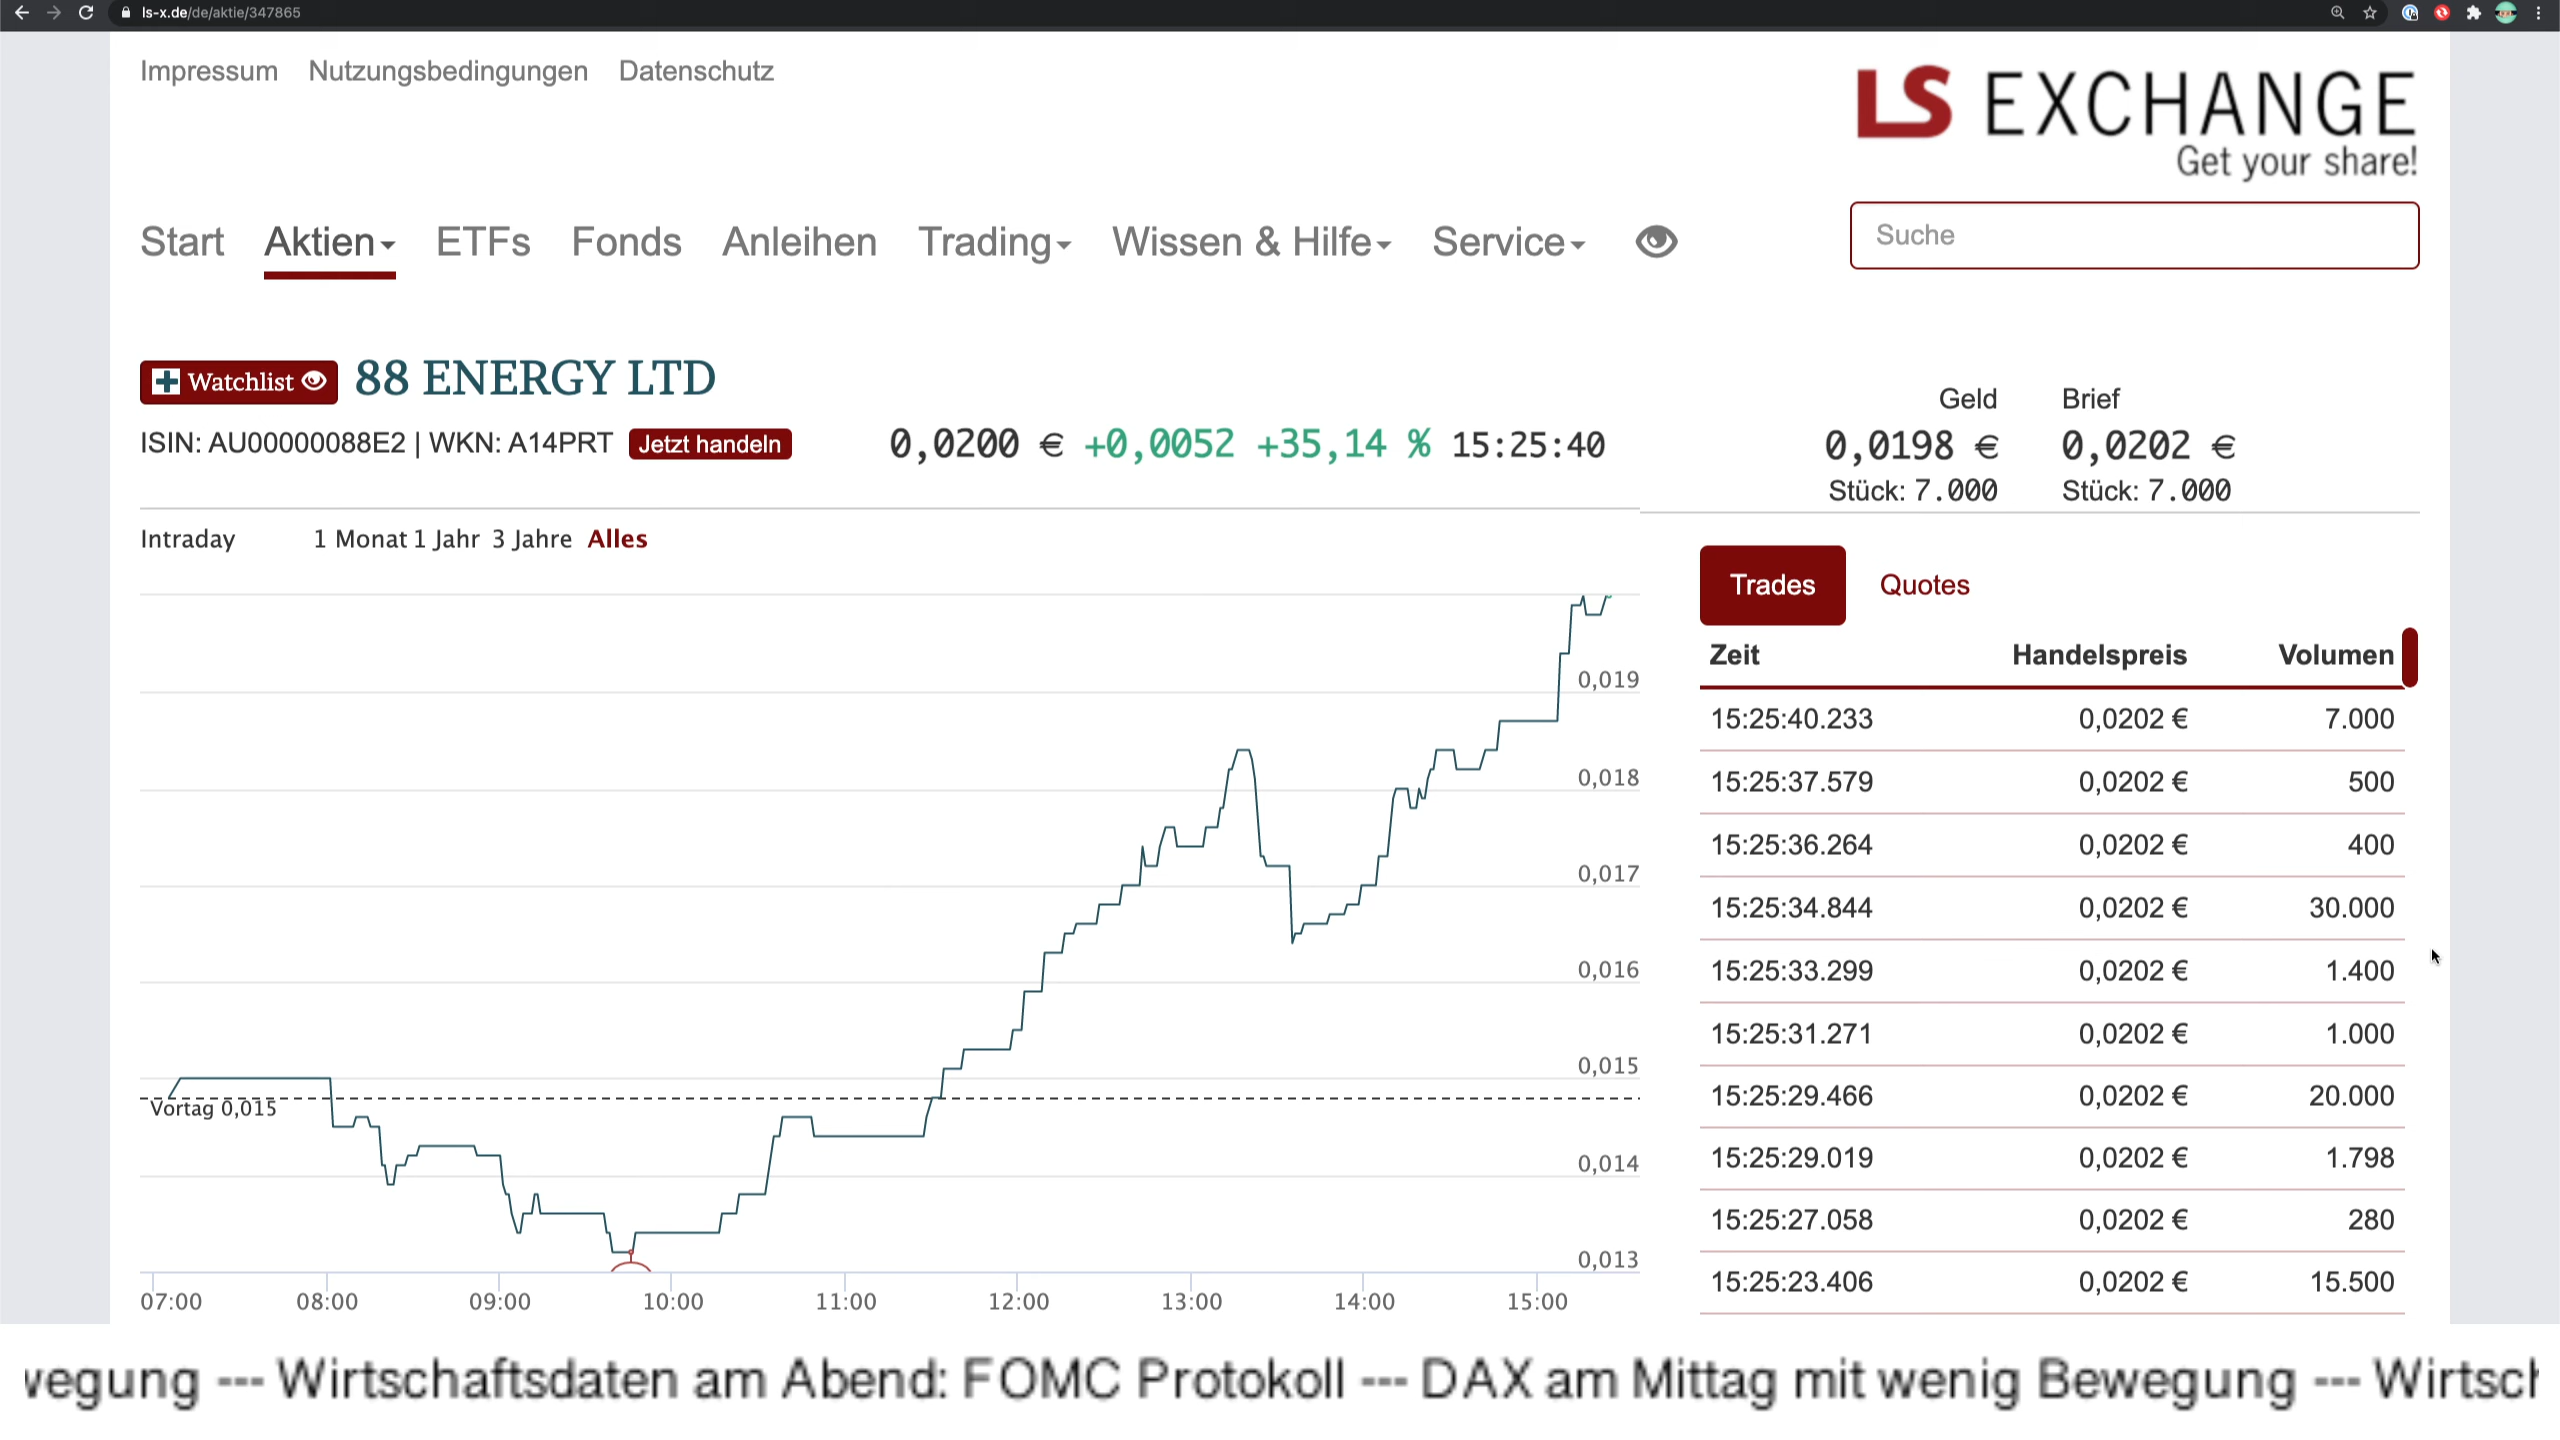 ls-x.de/de/aktie/347865
Impressum Nutzungsbedingungen Datenschutz
LS EXCHANGE
Get your share!
Start Aktien ETFs Fonds Anleihen Trading Wissen & Hilfe Service
Suche
Watchlist 88 ENERGY LTD
ISIN: AU00000088E2 | WKN: A14PRT Jetzt handeln
0,0200 € +0,0052 +35,14 % 15:25:40
Geld Brief
0,0198 € 0,0202 €
Stück: 7.000 Stück: 7.000
Intraday 1 Monat 1 Jahr 3 Jahre Alles
0,019
0,018
0,017
0,016
0,015
Vortag 0,015
0,014
0,013
07:00 08:00 09:00 10:00 11:00 12:00 13:00 14:00 15:00
Trades Quotes
Zeit Handelspreis Volumen
15:25:40.233 0,0202 € 7.000
15:25:37.579 0,0202 € 500
15:25:36.264 0,0202 € 400
15:25:34.844 0,0202 € 30.000
15:25:33.299 0,0202 € 1.400
15:25:31.271 0,0202 € 1.000
15:25:29.466 0,0202 € 20.000
15:25:29.019 0,0202 € 1.798
15:25:27.058 0,0202 € 280
15:25:23.406 0,0202 € 15.500
wegung --- Wirtschaftsdaten am Abend: FOMC Protokoll --- DAX am Mittag mit wenig Bewegung --- Wirtsch